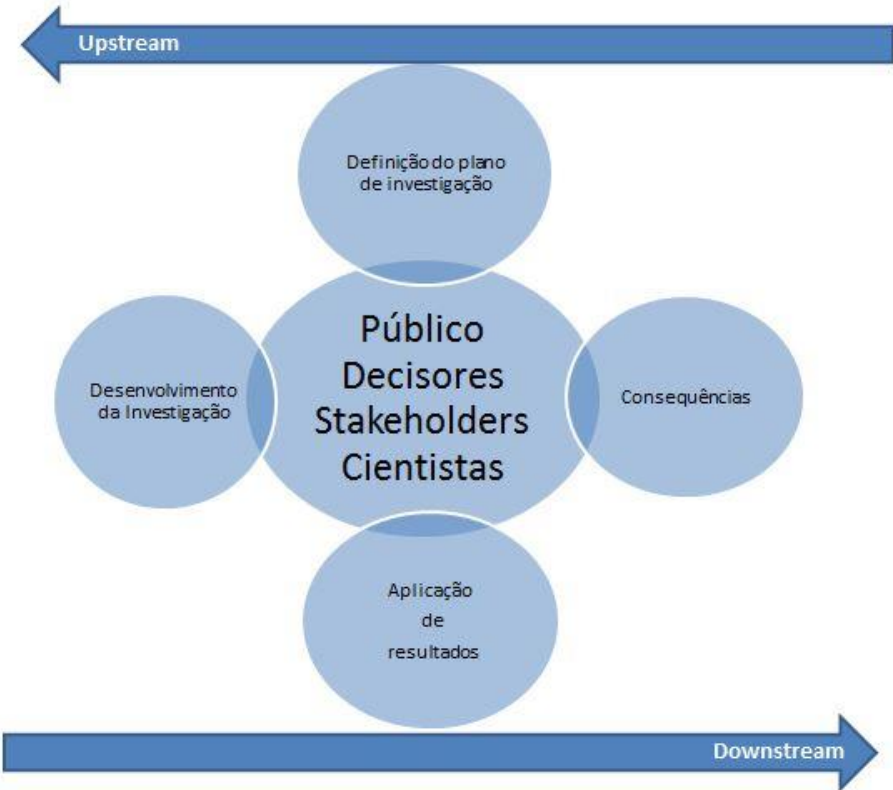 Upstream
Definição do plano
de investigação
Público
Decisores
Stakeholders
Cientistas
Desenvolvimento
da Investigação
Consequências
Aplicação
de
resultados
Downstream